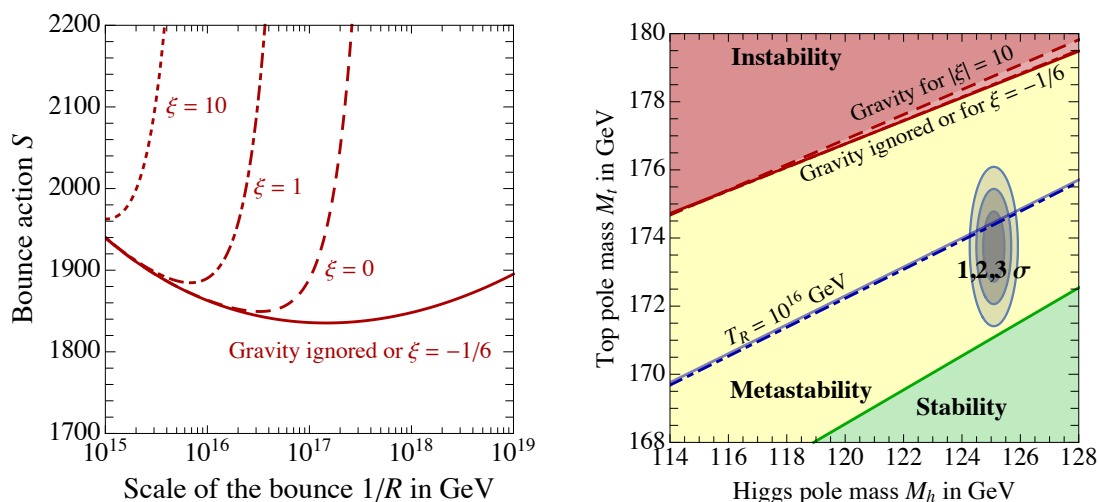 2200
2100
2000
1900
1800
1700
Bounce action S
ξ = 10
ξ = 1
ξ = 0
Gravity ignored or ξ = −1/6
10^15
10^16
10^17
10^18
10^19
Scale of the bounce 1/R in GeV
180
178
176
174
172
170
168
Top pole mass M_t in GeV
Instability
Gravity for |ξ| = 10
Gravity ignored or for ξ = −1/6
1,2,3 σ
T_R = 10^16 GeV
Metastability
Stability
114
116
118
120
122
124
126
128
Higgs pole mass M_h in GeV